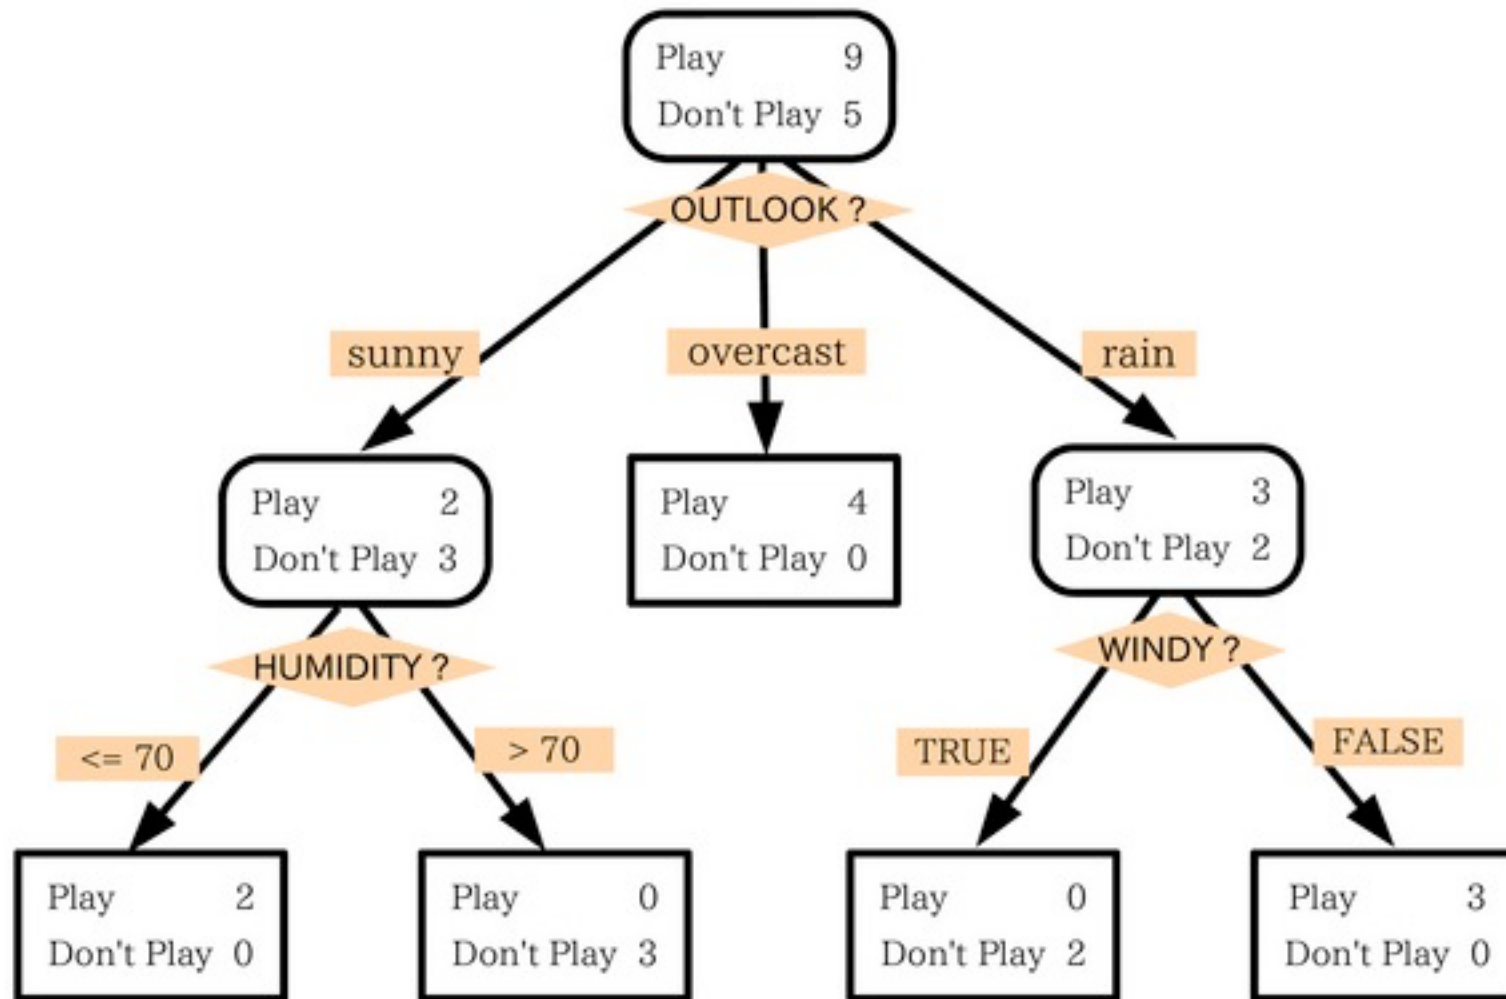 Play 9
Don't Play 5
OUTLOOK ?
sunny
overcast
rain
Play 2
Don't Play 3
Play 4
Don't Play 0
Play 3
Don't Play 2
HUMIDITY ?
WINDY ?
<= 70
> 70
TRUE
FALSE
Play 2
Don't Play 0
Play 0
Don't Play 3
Play 0
Don't Play 2
Play 3
Don't Play 0